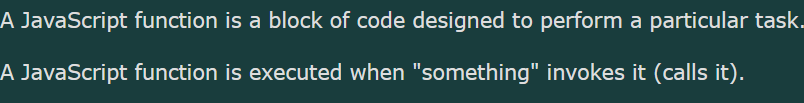 A JavaScript function is a block of code designed to perform a particular task.
A JavaScript function is executed when "something" invokes it (calls it).